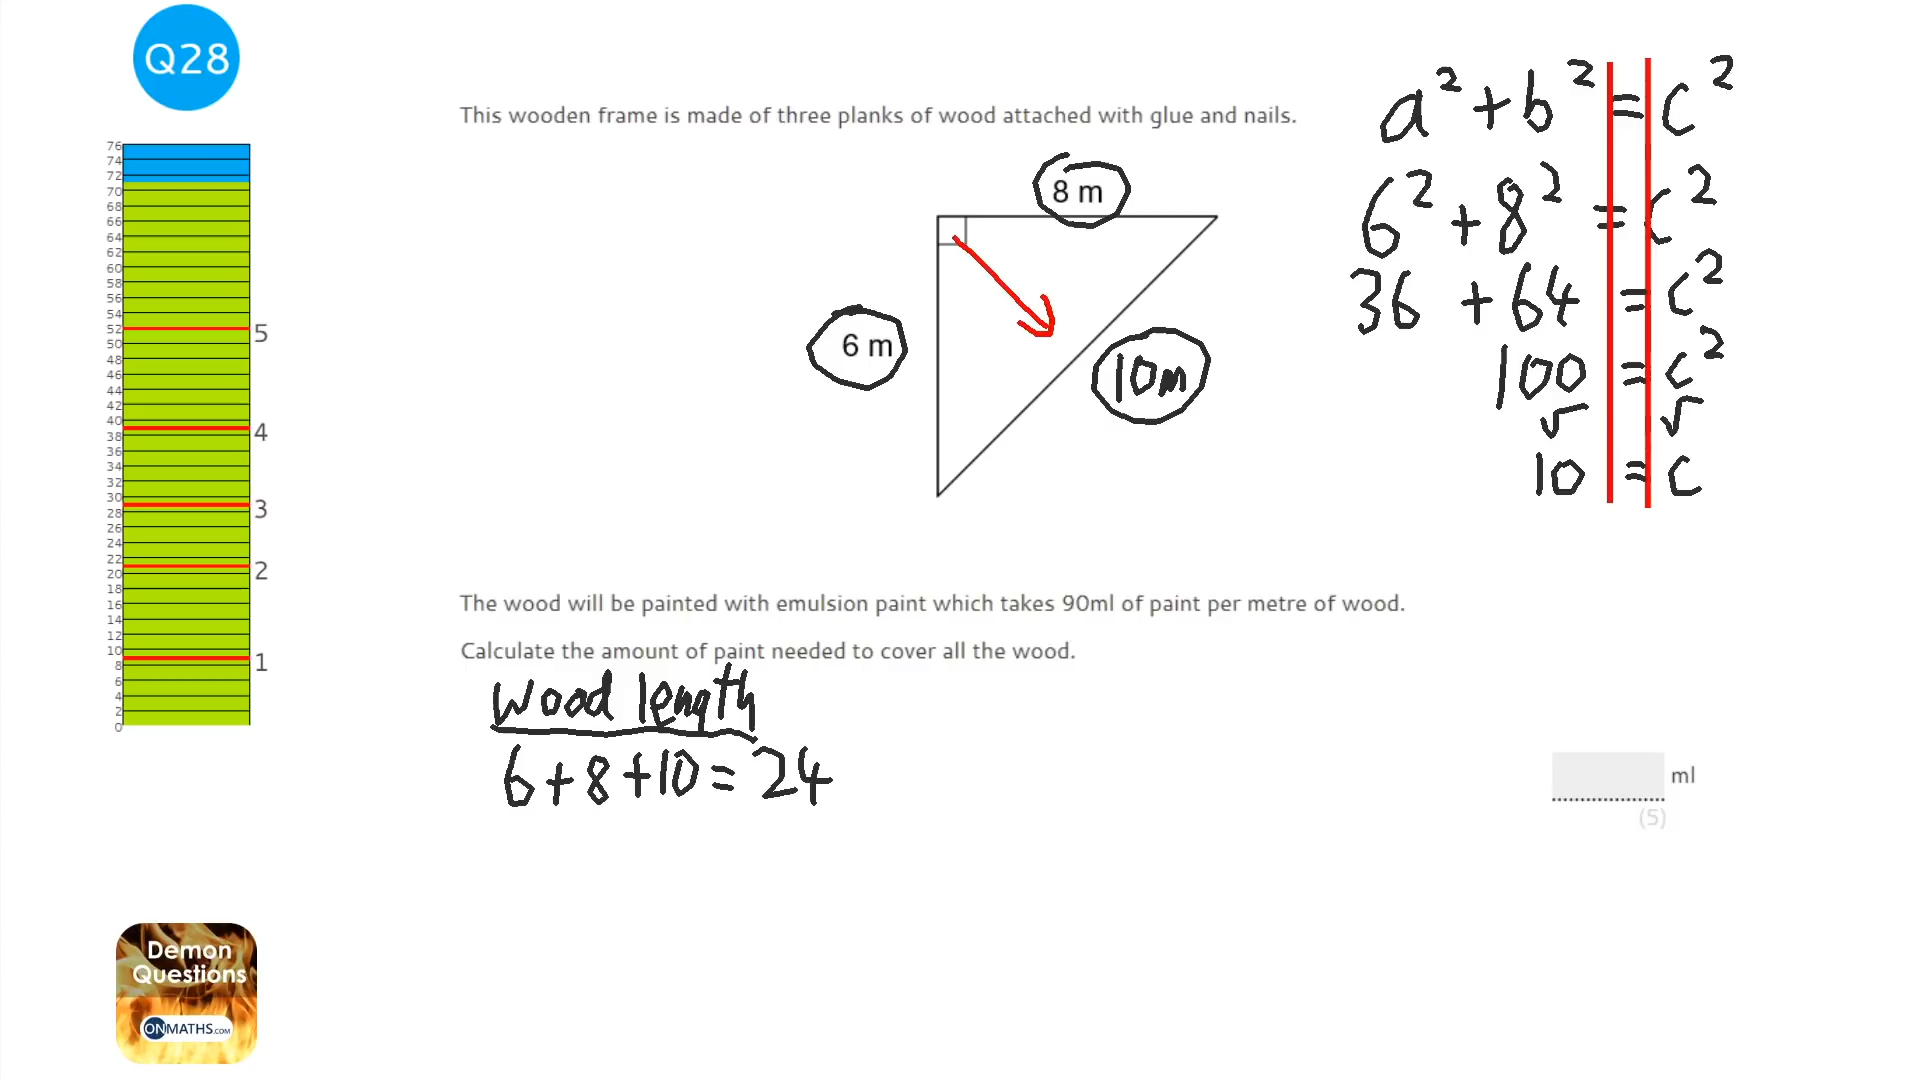 Q28
This wooden frame is made of three planks of wood attached with glue and nails.
8 m
6 m
10m
a² + b² = c²
6² + 8² = c²
36 + 64 = c²
100 = c²
√ √
10 = c
76
74
72
70
68
66
64
62
60
58
56
54
52
50
48
46
44
42
40
38
36
34
32
30
28
26
24
22
20
18
16
14
12
10
8
6
4
2
0
5
4
3
2
1
The wood will be painted with emulsion paint which takes 90ml of paint per metre of wood.
Calculate the amount of paint needed to cover all the wood.
Wood length
6+8+10=24
ml
(5)
Demon
Questions
ONMATHS.COM